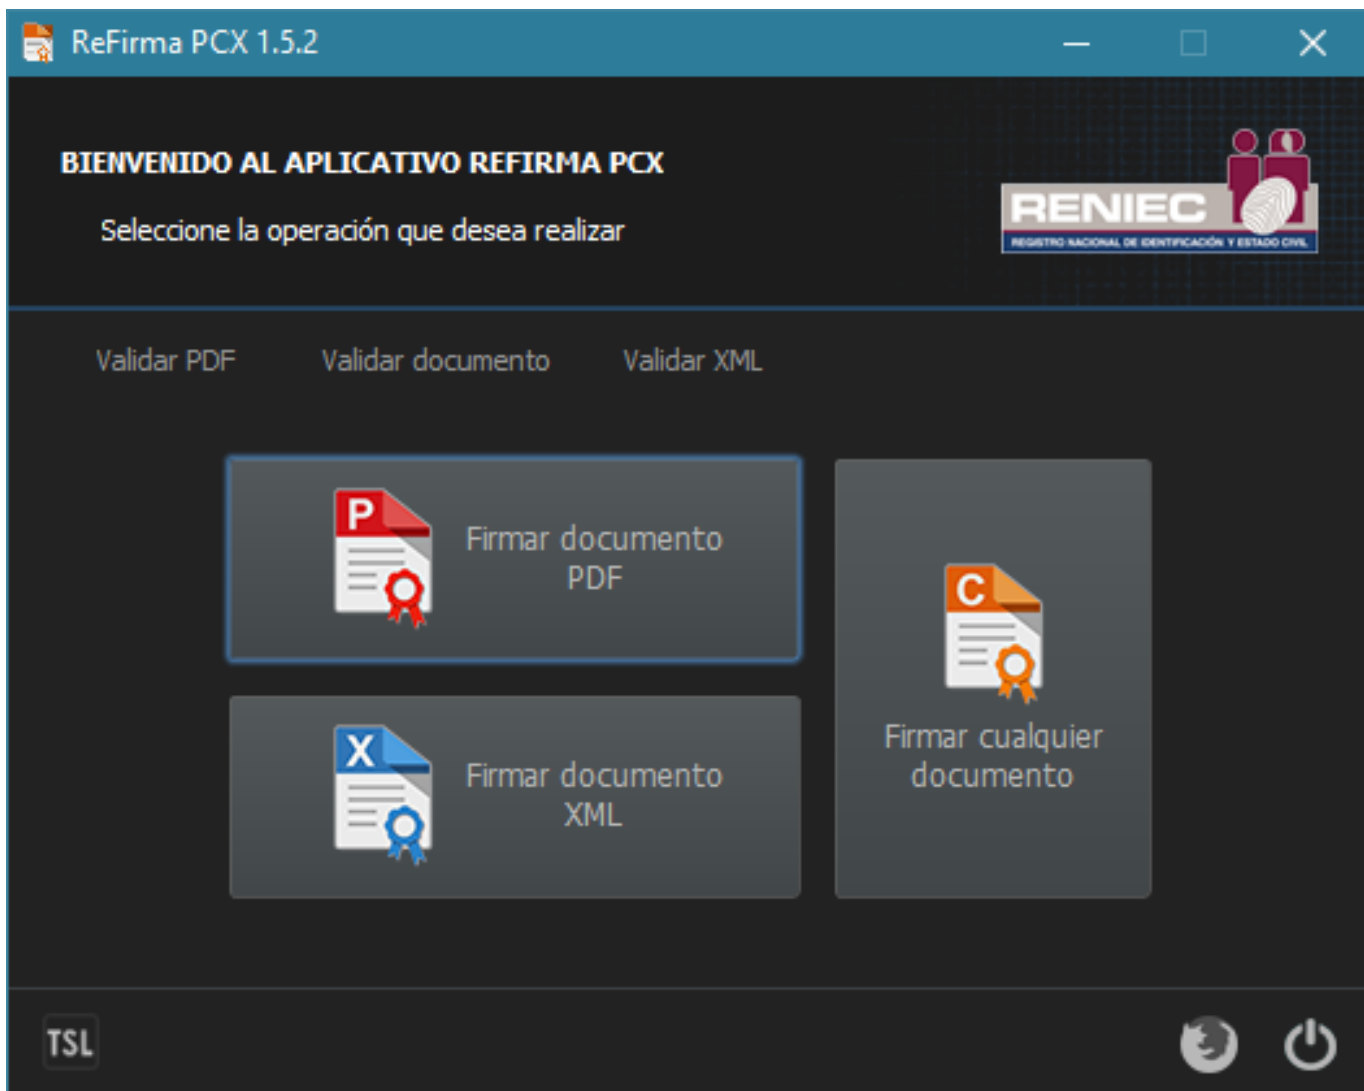 ReFirma PCX 1.5.2
BIENVENIDO AL APLICATIVO REFIRMA PCX
Seleccione la operación que desea realizar
RENIEC
REGISTRO NACIONAL DE IDENTIFICACIÓN Y ESTADO CIVIL
Validar PDF
Validar documento
Validar XML
P
Firmar documento
PDF
X
Firmar documento
XML
C
Firmar cualquier
documento
TSL